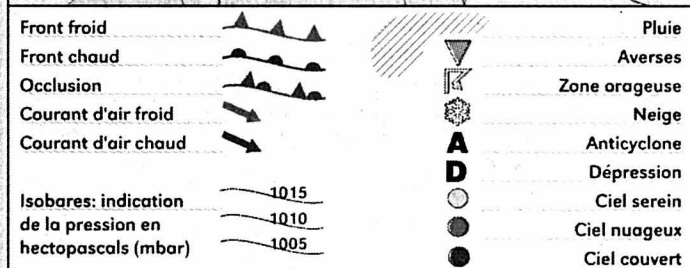 Front froid
Front chaud
Occlusion
Courant d'air froid
Courant d'air chaud
Isobares: indication
de la pression en
hectopascals (mbar)
1015
1010
1005
Pluie
Averses
Zone orageuse
Neige
A Anticyclone
D Dépression
Ciel serein
Ciel nuageux
Ciel couvert